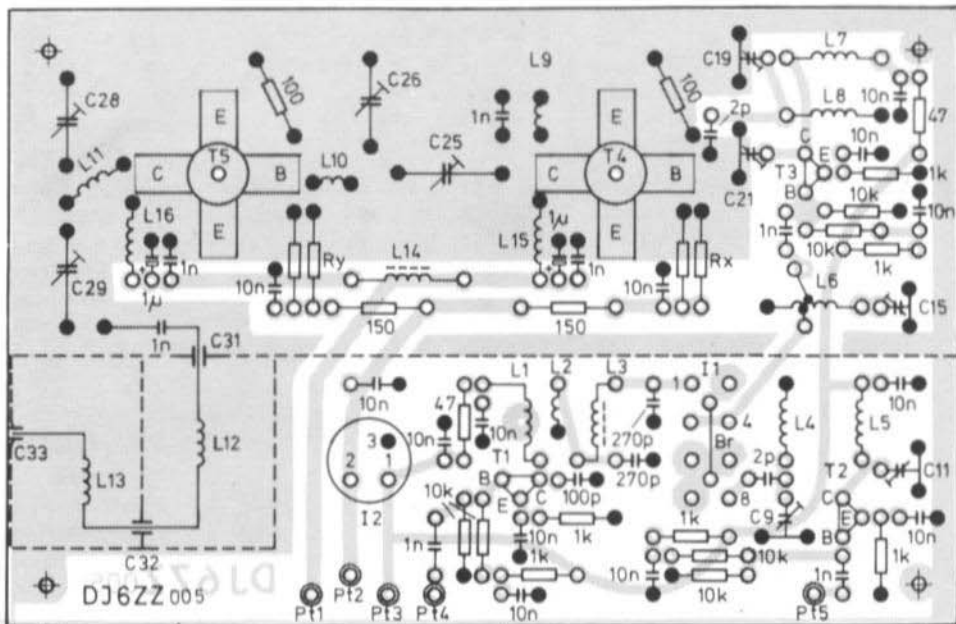 C28
100
C26
L9
C19
L7
2p
L8
10n
47
L11
E
T5
C
B
E
L10
C25
1n
100
E
T4
C
B
E
C21
C
E
T3
B
10n
10k
1k
10n
L16
1µ
+
1n
Ry
L14
L15
1µ
+
1n
Rx
1n
10k
1k
C29
10n
150
150
10n
L6
C15
1n
C31
C33
L13
L12
C32
10n
47
L1
L2
L3
I1
1
4
8
Br
L4
L5
10n
3
2
1
I2
10n
10n
T1
B
C
E
270p
270p
100p
2p
T2
C
E
B
C11
10k
1M
1n
10n
1k
1k
1k
10k
10k
C9
10n
1k
1n
10n
10n
DJ6ZZ 005
DJ6ZZ 005
Pt1
Pt2
Pt3
Pt4
Pt5